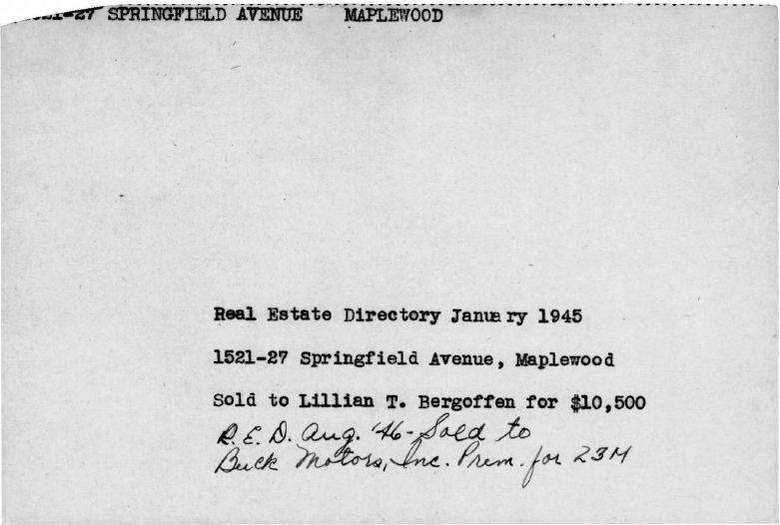 1521-27 SPRINGFIELD AVENUE MAPLEWOOD
Real Estate Directory January 1945
1521-27 Springfield Avenue, Maplewood
Sold to Lillian T. Bergoffen for $10,500
R.E.D. Aug. '46 - Sold to
Buck Motors, Inc. Prem. for 23M